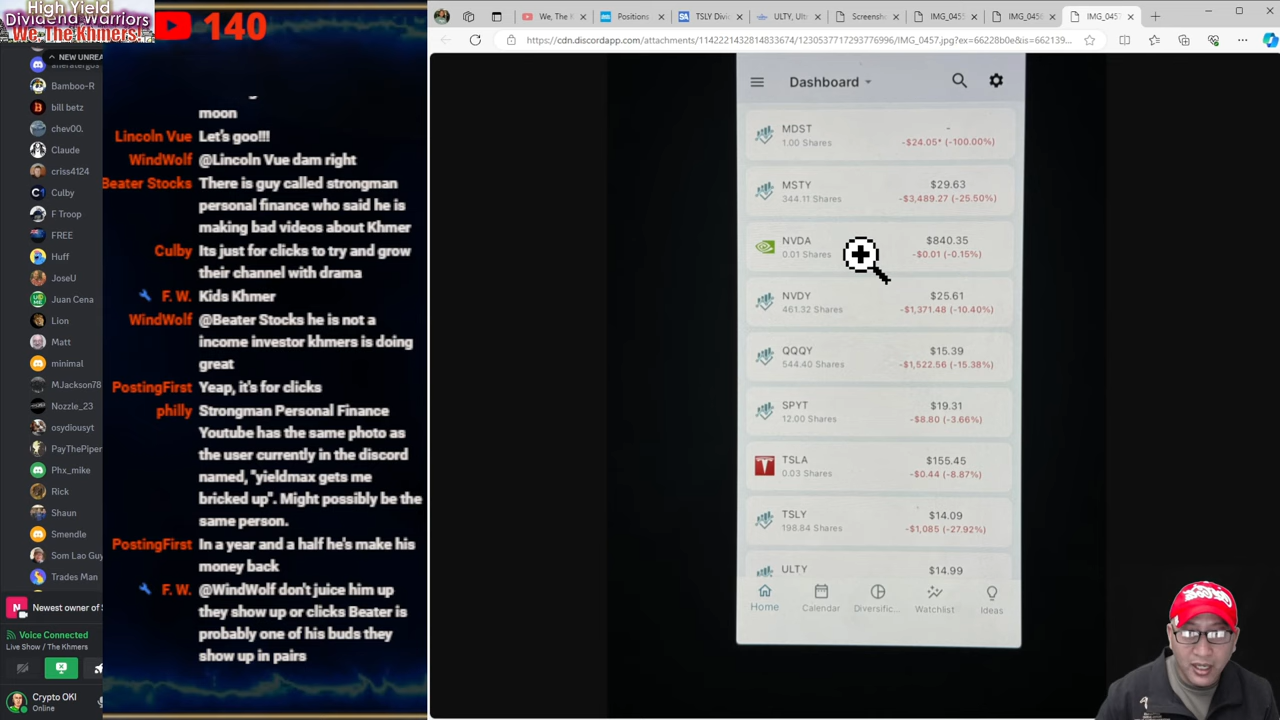 High Yield
Dividend Warriors
We, The Khmers!
140
NEW UNREA
Bamboo-R
bill betz
chev00.
Claude
criss4124
Culby
F Troop
FREE
Huff
JoseU
Juan Cena
Lion
Matt
minimal
MJackson78
Nozzle_23
osydiousyt
PayThePiper
Phx_mike
Rick
Shaun
Smendle
Som Lao Guy
Trades Man
Newest owner of S
Voice Connected
Live Show / The Khmers
Crypto OKI
Online
moon
Lincoln Vue Let's goo!!!
WindWolf @Lincoln Vue dam right
Beater Stocks There is guy called strongman
personal finance who said he is
making bad videos about Khmer
Culby Its just for clicks to try and grow
their channel with drama
F. W. Kids Khmer
WindWolf @Beater Stocks he is not a
income investor khmers is doing
great
PostingFirst Yeap, it's for clicks
philly Strongman Personal Finance
Youtube has the same photo as
the user currently in the discord
named, "yieldmax gets me
bricked up". Might possibly be the
same person.
PostingFirst In a year and a half he's make his
money back
F. W. @WindWolf don't juice him up
they show up or clicks Beater is
probably one of his buds they
show up in pairs
We, The K
Positions
TSLY Divid
ULTY, Ultr
Screensho
IMG_0455
IMG_0456
IMG_0457
https://cdn.discordapp.com/attachments/1142221432814833674/1230537717293776996/IMG_0457.jpg?ex=66228b0e&is=662139...
Dashboard
MDST -
1.00 Shares -$24.05* (-100.00%)
MSTY $29.63
344.11 Shares -$3,489.27 (-25.50%)
NVDA $840.35
0.01 Shares -$0.01 (-0.15%)
NVDY $25.61
461.32 Shares -$1,371.48 (-10.40%)
QQQY $15.39
544.40 Shares -$1,522.56 (-15.38%)
SPYT $19.31
12.00 Shares -$8.80 (-3.66%)
TSLA $155.45
0.03 Shares -$0.44 (-8.87%)
TSLY $14.09
198.84 Shares -$1,085 (-27.92%)
ULTY $14.99
Home Calendar Diversific... Watchlist Ideas